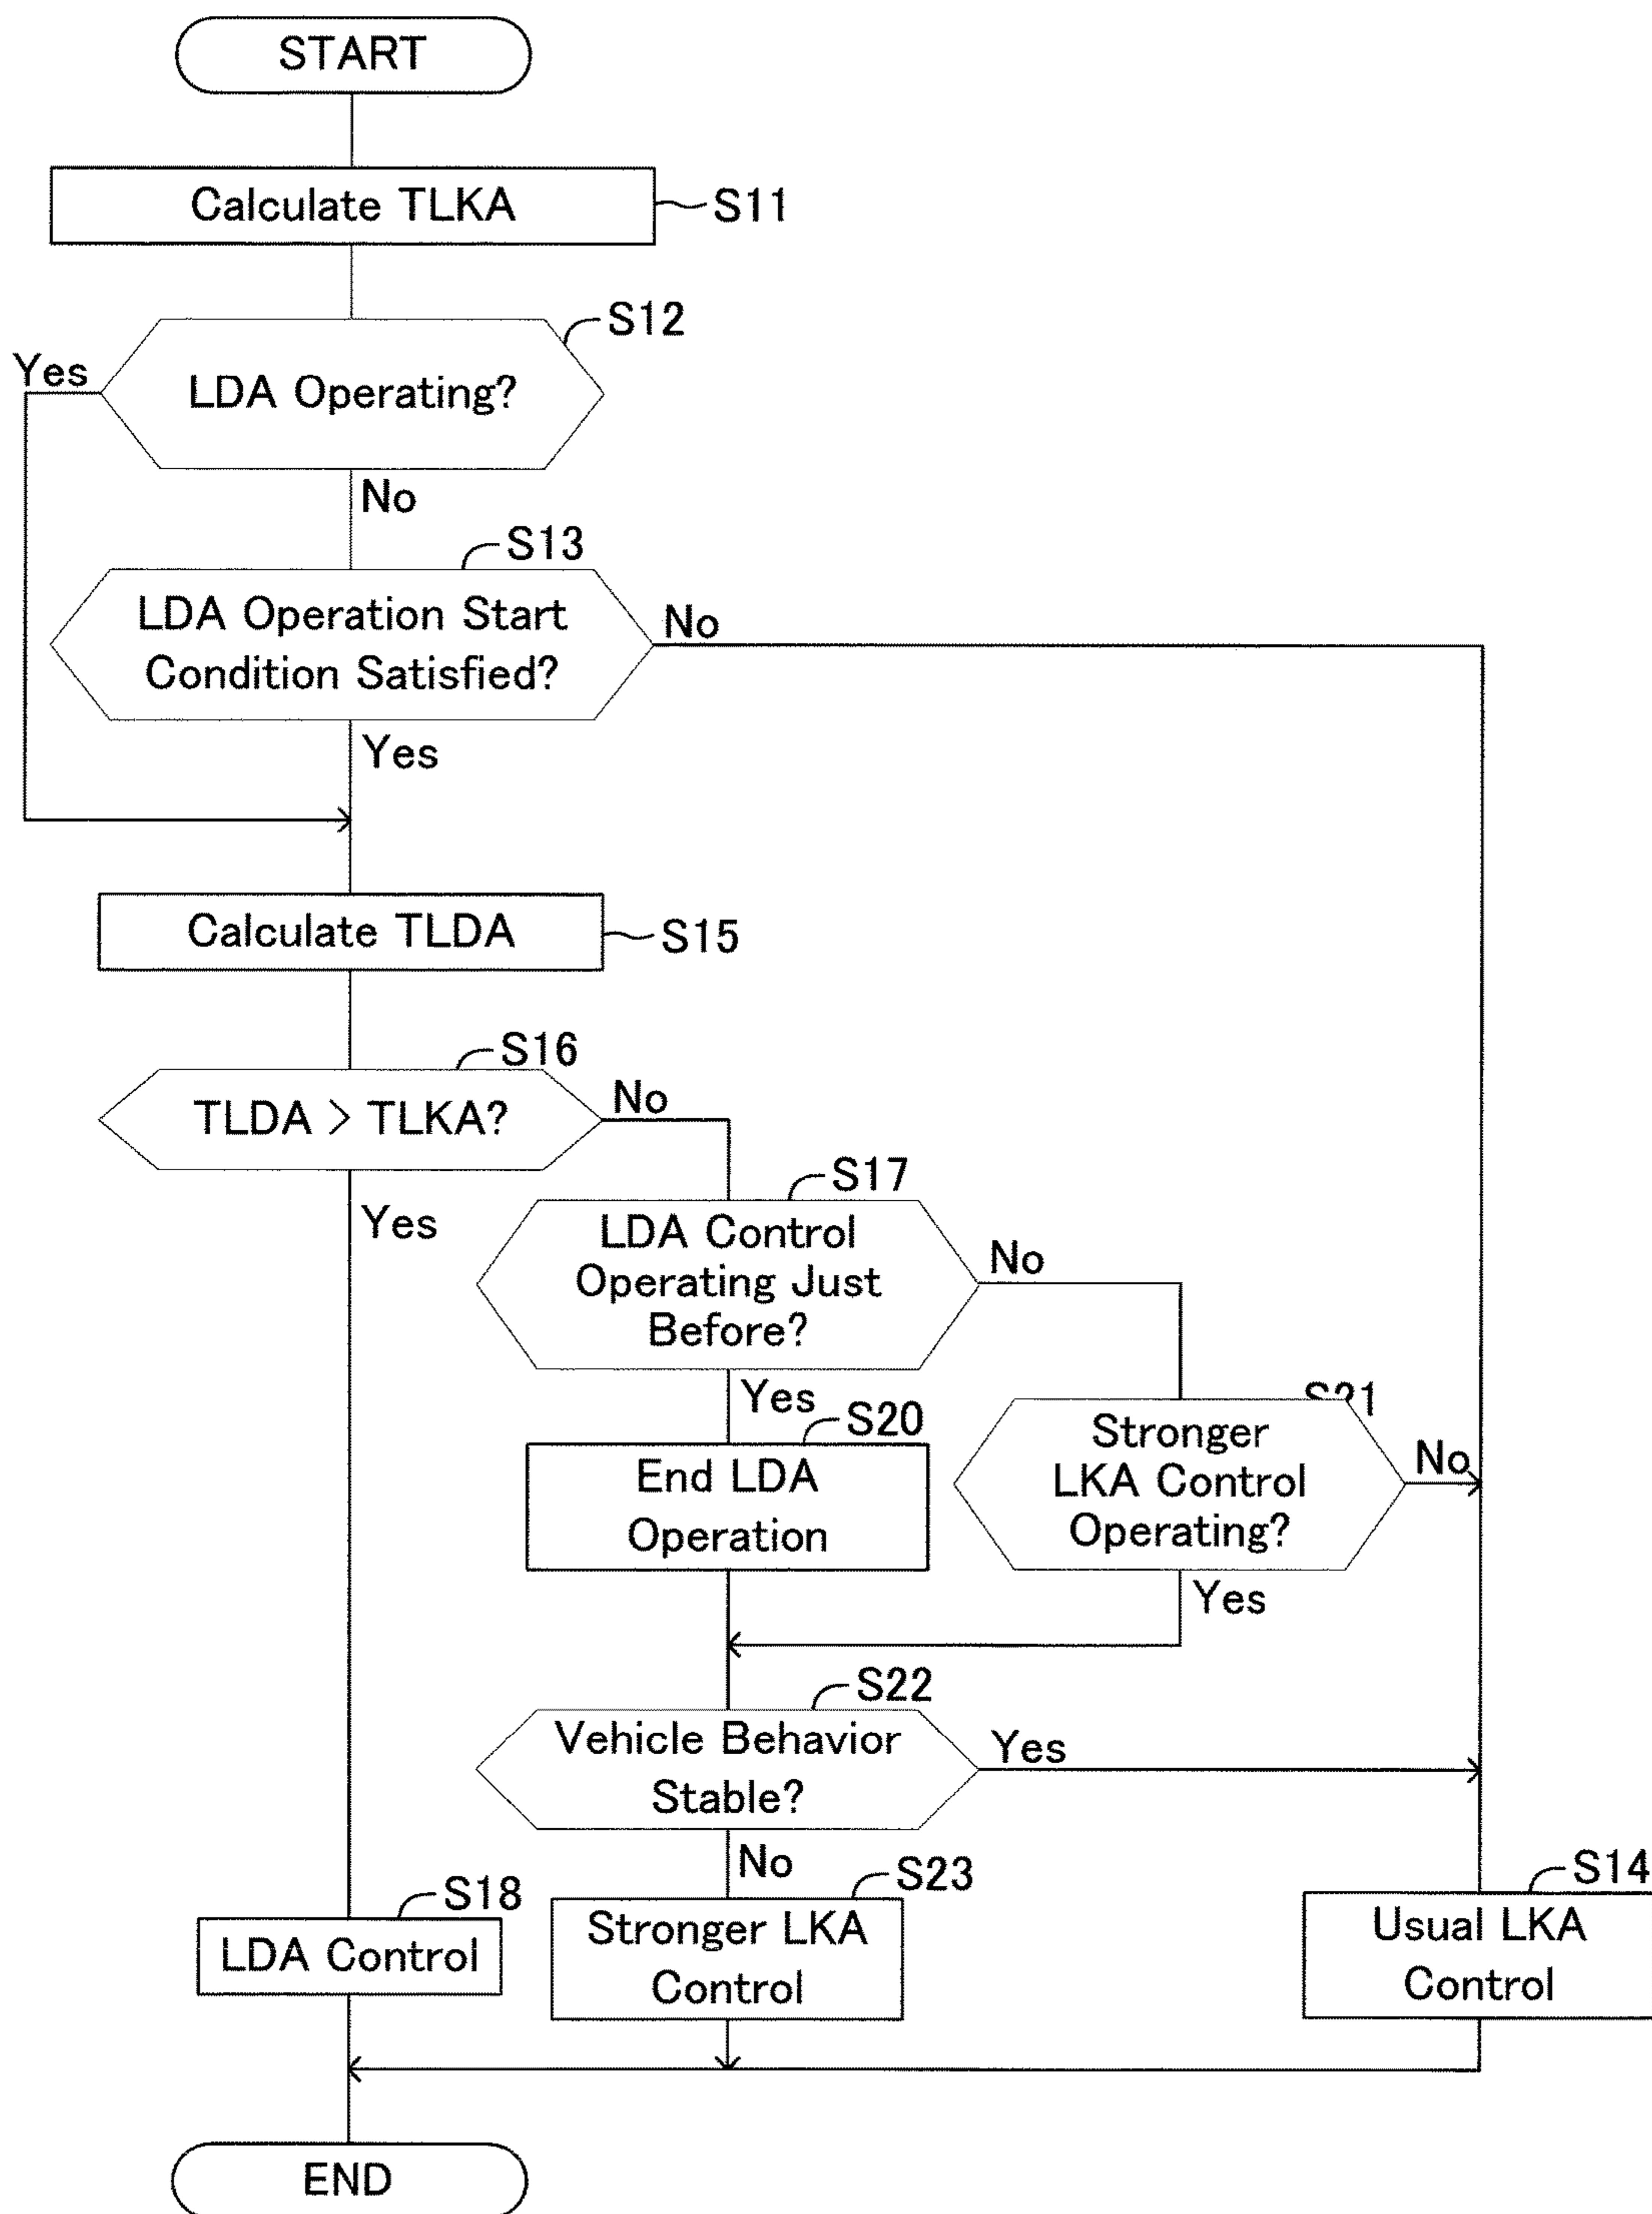 START
Calculate TLKA
S11
S12
Yes
LDA Operating?
No
S13
LDA Operation Start
Condition Satisfied?
No
Yes
Calculate TLDA
S15
S16
TLDA > TLKA?
No
Yes
S17
LDA Control
Operating Just
Before?
No
Yes
S20
End LDA
Operation
S21
Stronger
LKA Control
Operating?
No
Yes
S22
Vehicle Behavior
Stable?
Yes
No
S23
Stronger LKA
Control
S18
LDA Control
S14
Usual LKA
Control
END